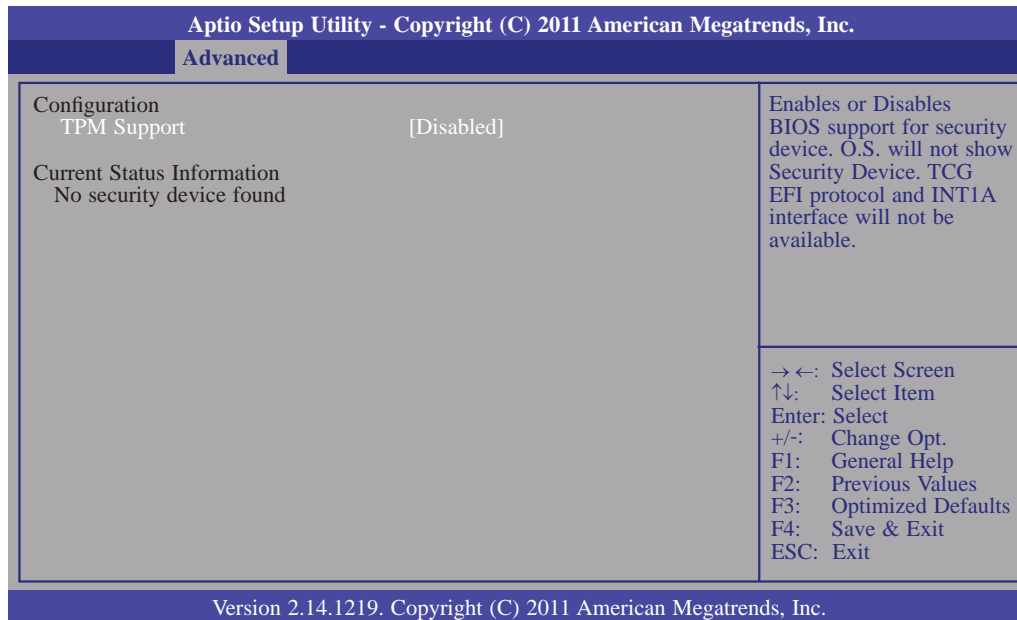 Aptio Setup Utility - Copyright (C) 2011 American Megatrends, Inc.
Advanced
Configuration
TPM Support [Disabled]
Current Status Information
No security device found
Enables or Disables
BIOS support for security
device. O.S. will not show
Security Device. TCG
EFI protocol and INT1A
interface will not be
available.
→←: Select Screen
↑↓: Select Item
Enter: Select
+/-: Change Opt.
F1: General Help
F2: Previous Values
F3: Optimized Defaults
F4: Save & Exit
ESC: Exit
Version 2.14.1219. Copyright (C) 2011 American Megatrends, Inc.